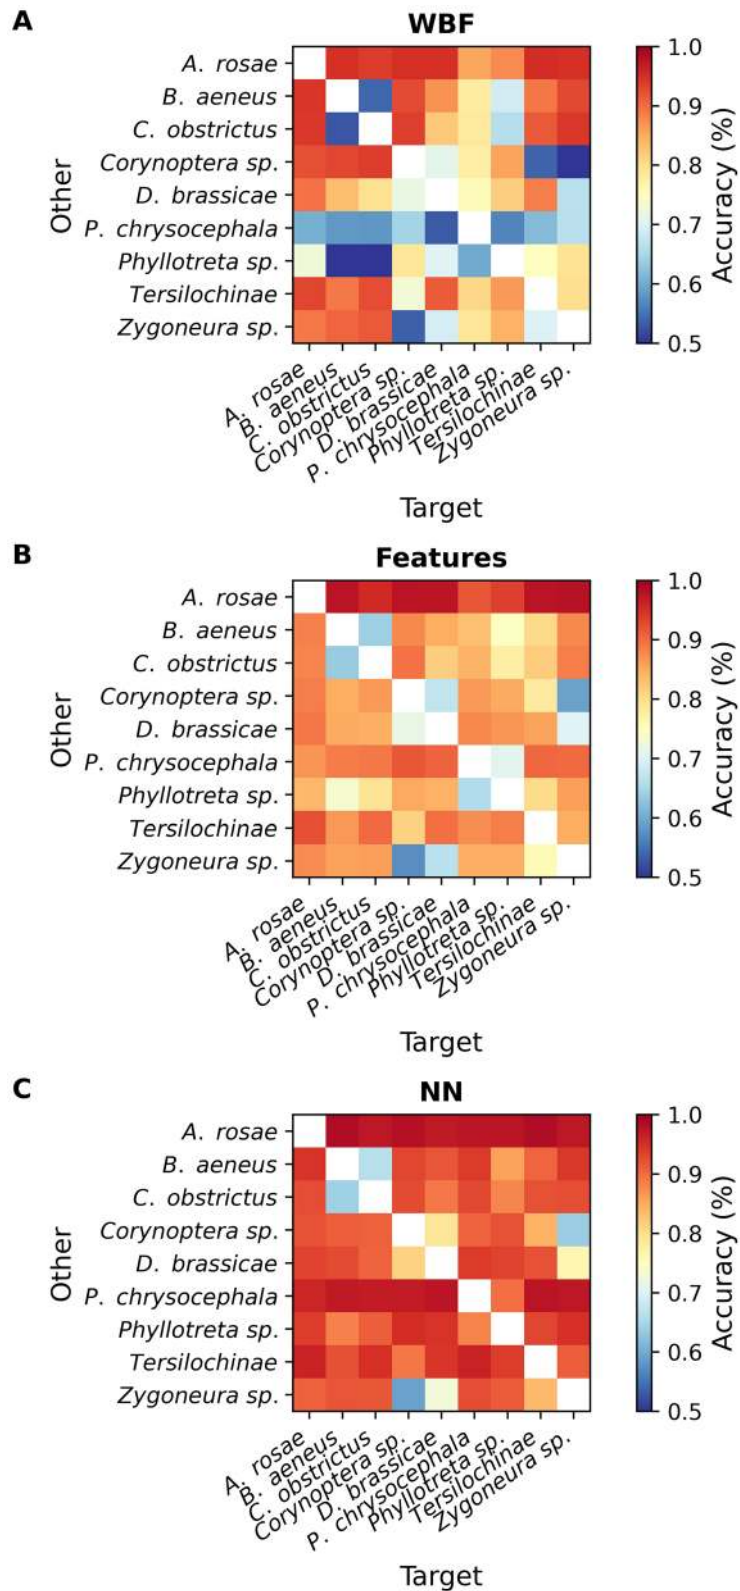 A
WBF
A. rosae
B. aeneus
C. obstrictus
Corynoptera sp.
D. brassicae
P. chrysocephala
Phyllotreta sp.
Tersilochinae
Zygoneura sp.
Other
A. rosae
B. aeneus
C. obstrictus
Corynoptera sp.
D. brassicae
P. chrysocephala
Phyllotreta sp.
Tersilochinae
Zygoneura sp.
Target
1.0
0.9
0.8
0.7
0.6
0.5
Accuracy (%)
B
Features
A. rosae
B. aeneus
C. obstrictus
Corynoptera sp.
D. brassicae
P. chrysocephala
Phyllotreta sp.
Tersilochinae
Zygoneura sp.
Other
A. rosae
B. aeneus
C. obstrictus
Corynoptera sp.
D. brassicae
P. chrysocephala
Phyllotreta sp.
Tersilochinae
Zygoneura sp.
Target
1.0
0.9
0.8
0.7
0.6
0.5
Accuracy (%)
C
NN
A. rosae
B. aeneus
C. obstrictus
Corynoptera sp.
D. brassicae
P. chrysocephala
Phyllotreta sp.
Tersilochinae
Zygoneura sp.
Other
A. rosae
B. aeneus
C. obstrictus
Corynoptera sp.
D. brassicae
P. chrysocephala
Phyllotreta sp.
Tersilochinae
Zygoneura sp.
Target
1.0
0.9
0.8
0.7
0.6
0.5
Accuracy (%)